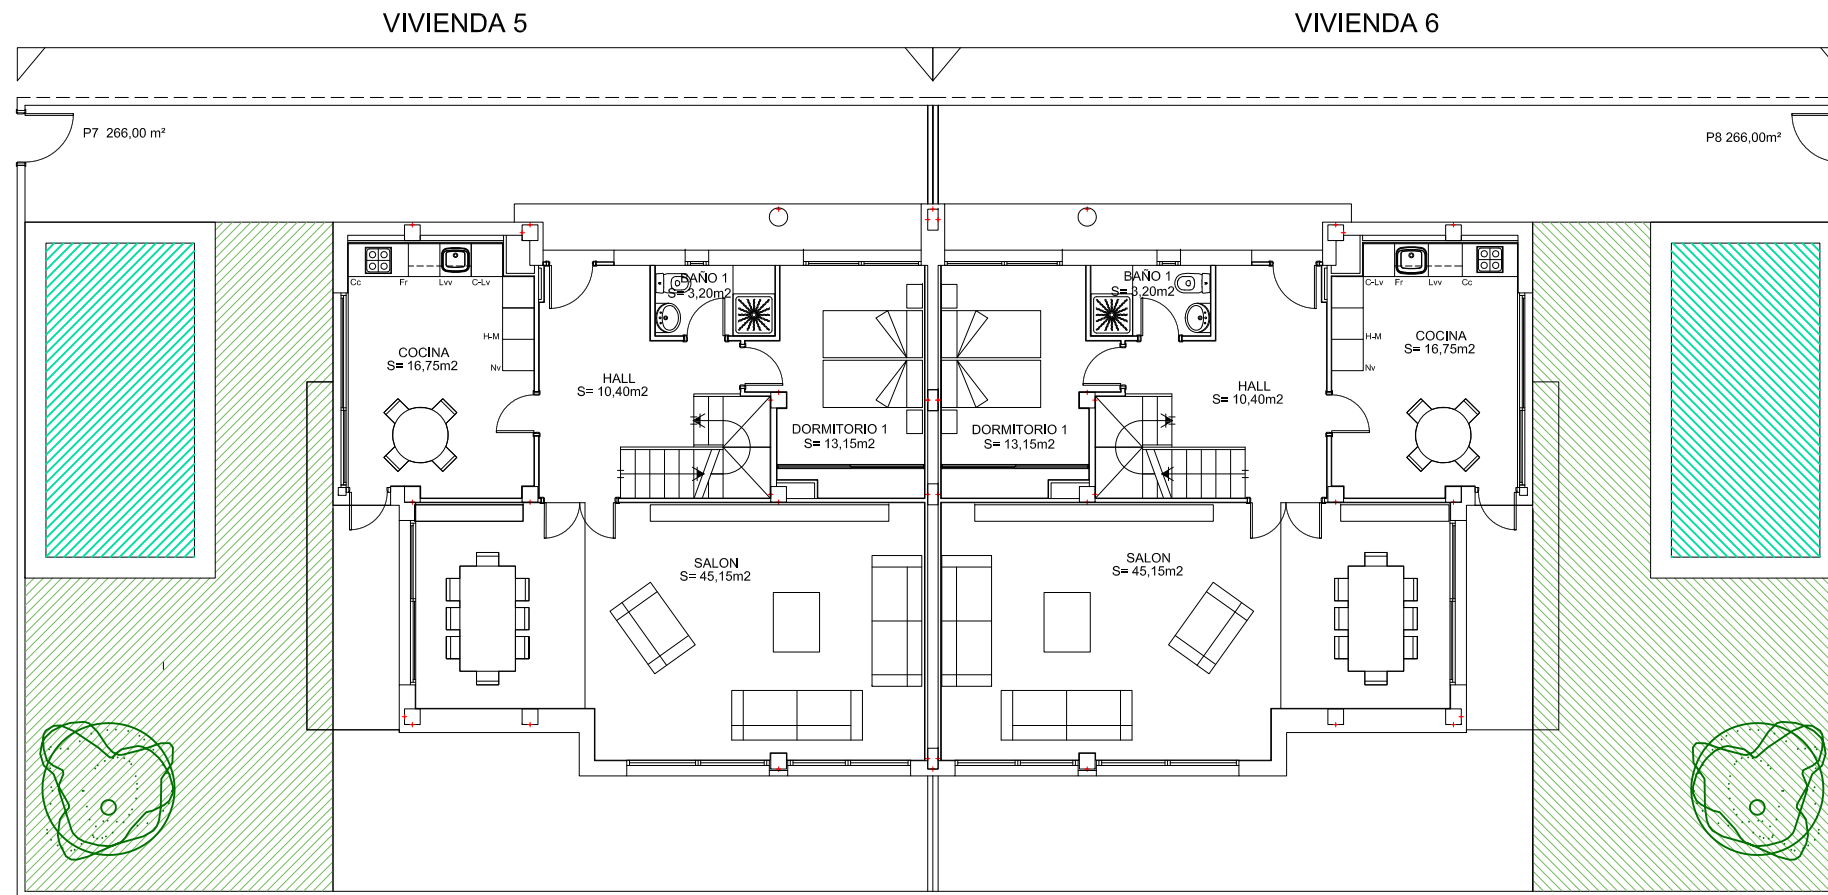 VIVIENDA 5
VIVIENDA 6
P7 266,00 m²
P8 266,00m²
BAÑO 1
S= 3,20m2
BAÑO 1
S= 3,20m2
Cc Fr Lvv C-Lv
C-Lv Fr Lvv Cc
H-M
Nv
H-M
Nv
COCINA
S= 16,75m2
HALL
S= 10,40m2
DORMITORIO 1
S= 13,15m2
DORMITORIO 1
S= 13,15m2
HALL
S= 10,40m2
COCINA
S= 16,75m2
SALON
S= 45,15m2
SALON
S= 45,15m2